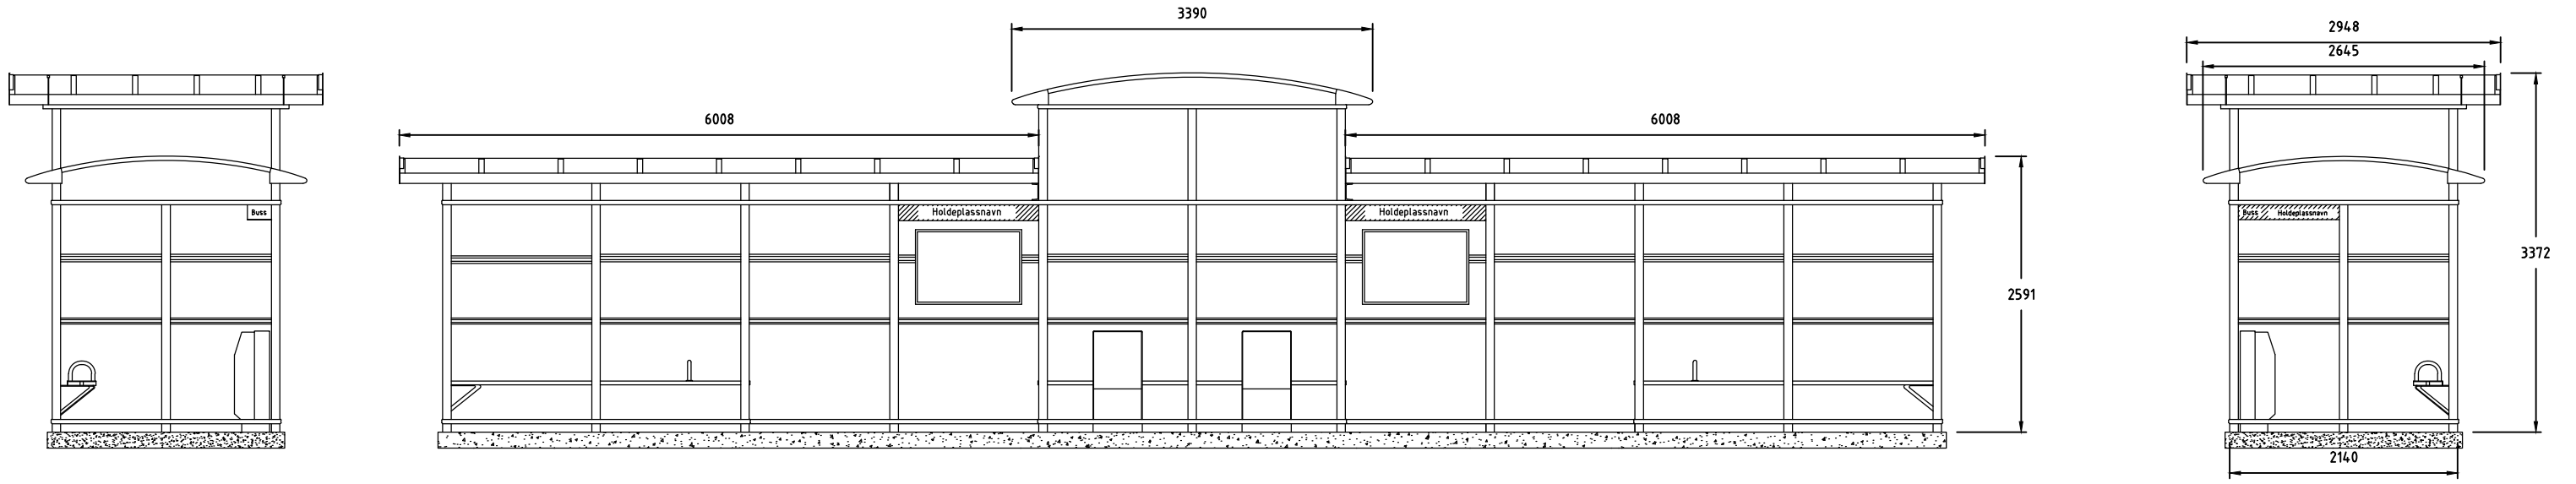 3390
2948
2645
6008
6008
Buss
Holdeplassnavn
Holdeplassnavn
Buss Holdeplassnavn
3372
2591
2140